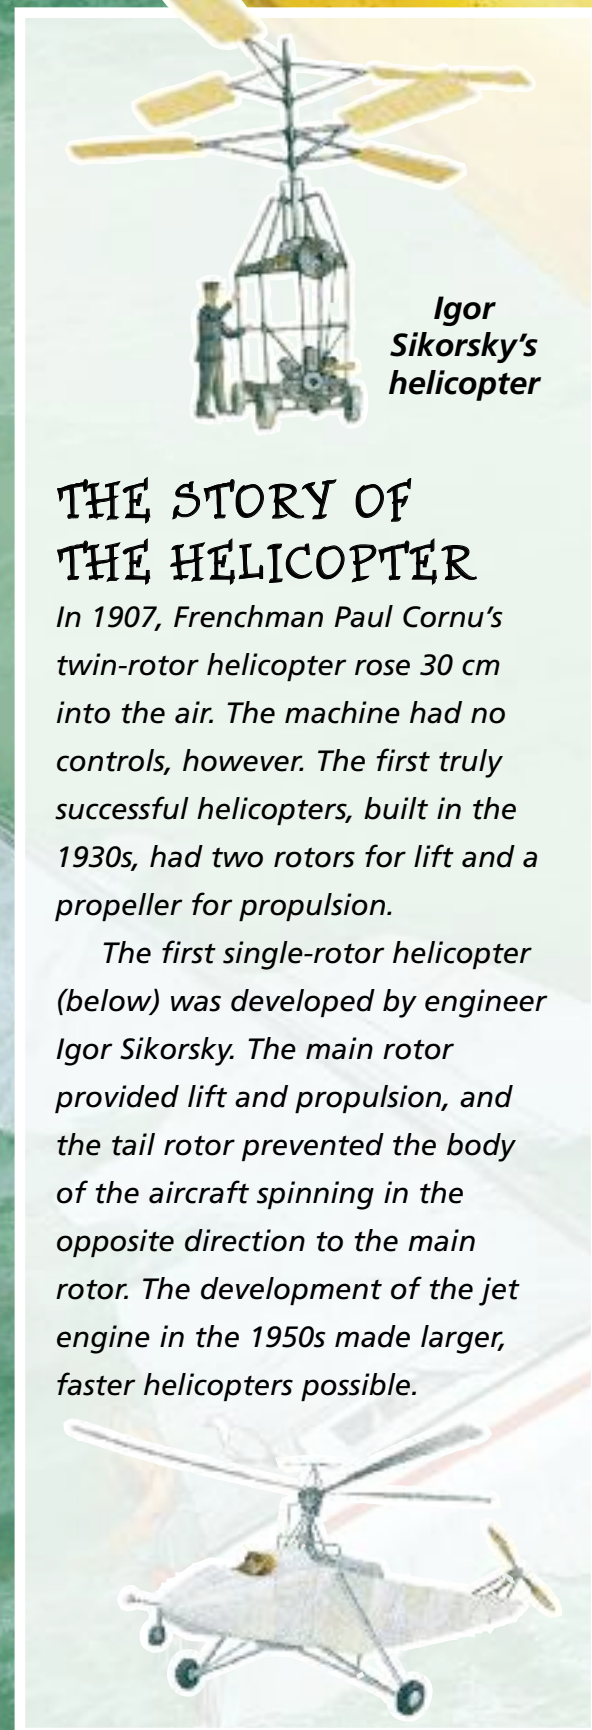 Igor
Sikorsky’s
helicopter
THE STORY OF
THE HELICOPTER
In 1907, Frenchman Paul Cornu’s
twin-rotor helicopter rose 30 cm
into the air. The machine had no
controls, however. The first truly
successful helicopters, built in the
1930s, had two rotors for lift and a
propeller for propulsion.
The first single-rotor helicopter
(below) was developed by engineer
Igor Sikorsky. The main rotor
provided lift and propulsion, and
the tail rotor prevented the body
of the aircraft spinning in the
opposite direction to the main
rotor. The development of the jet
engine in the 1950s made larger,
faster helicopters possible.